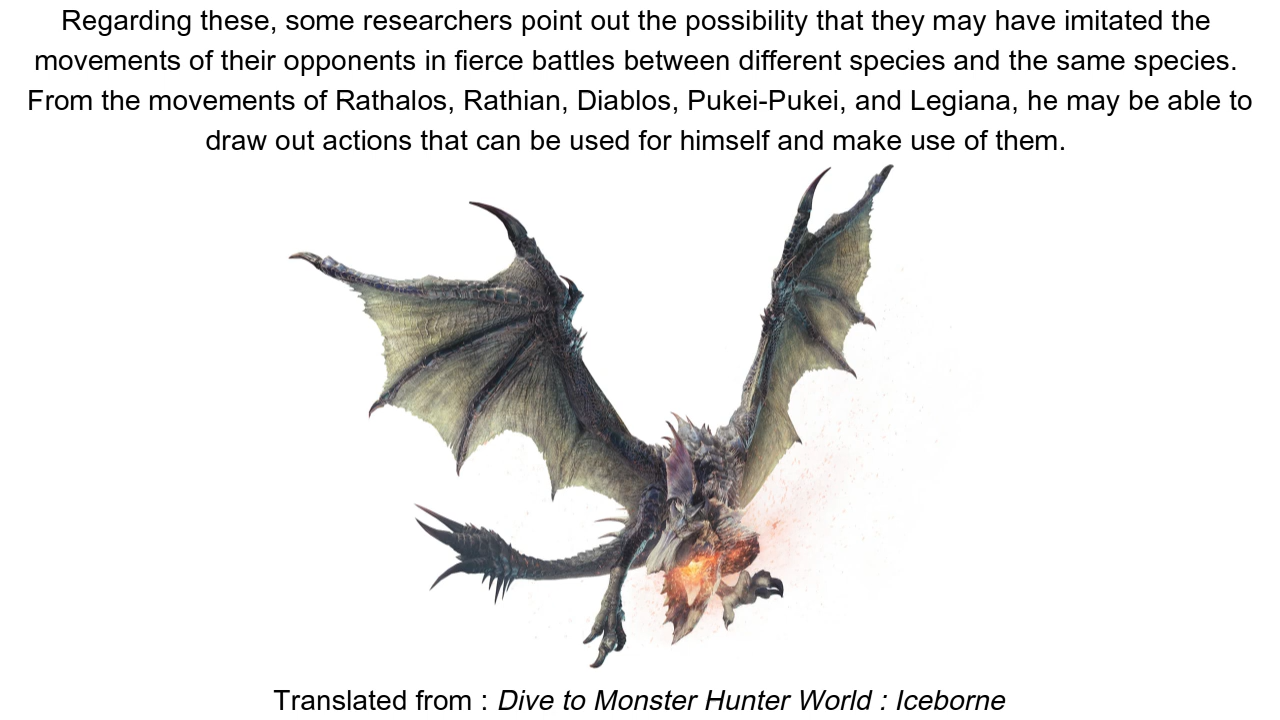 Regarding these, some researchers point out the possibility that they may have imitated the
movements of their opponents in fierce battles between different species and the same species.
From the movements of Rathalos, Rathian, Diablos, Pukei-Pukei, and Legiana, he may be able to
draw out actions that can be used for himself and make use of them.
Translated from : Dive to Monster Hunter World : Iceborne